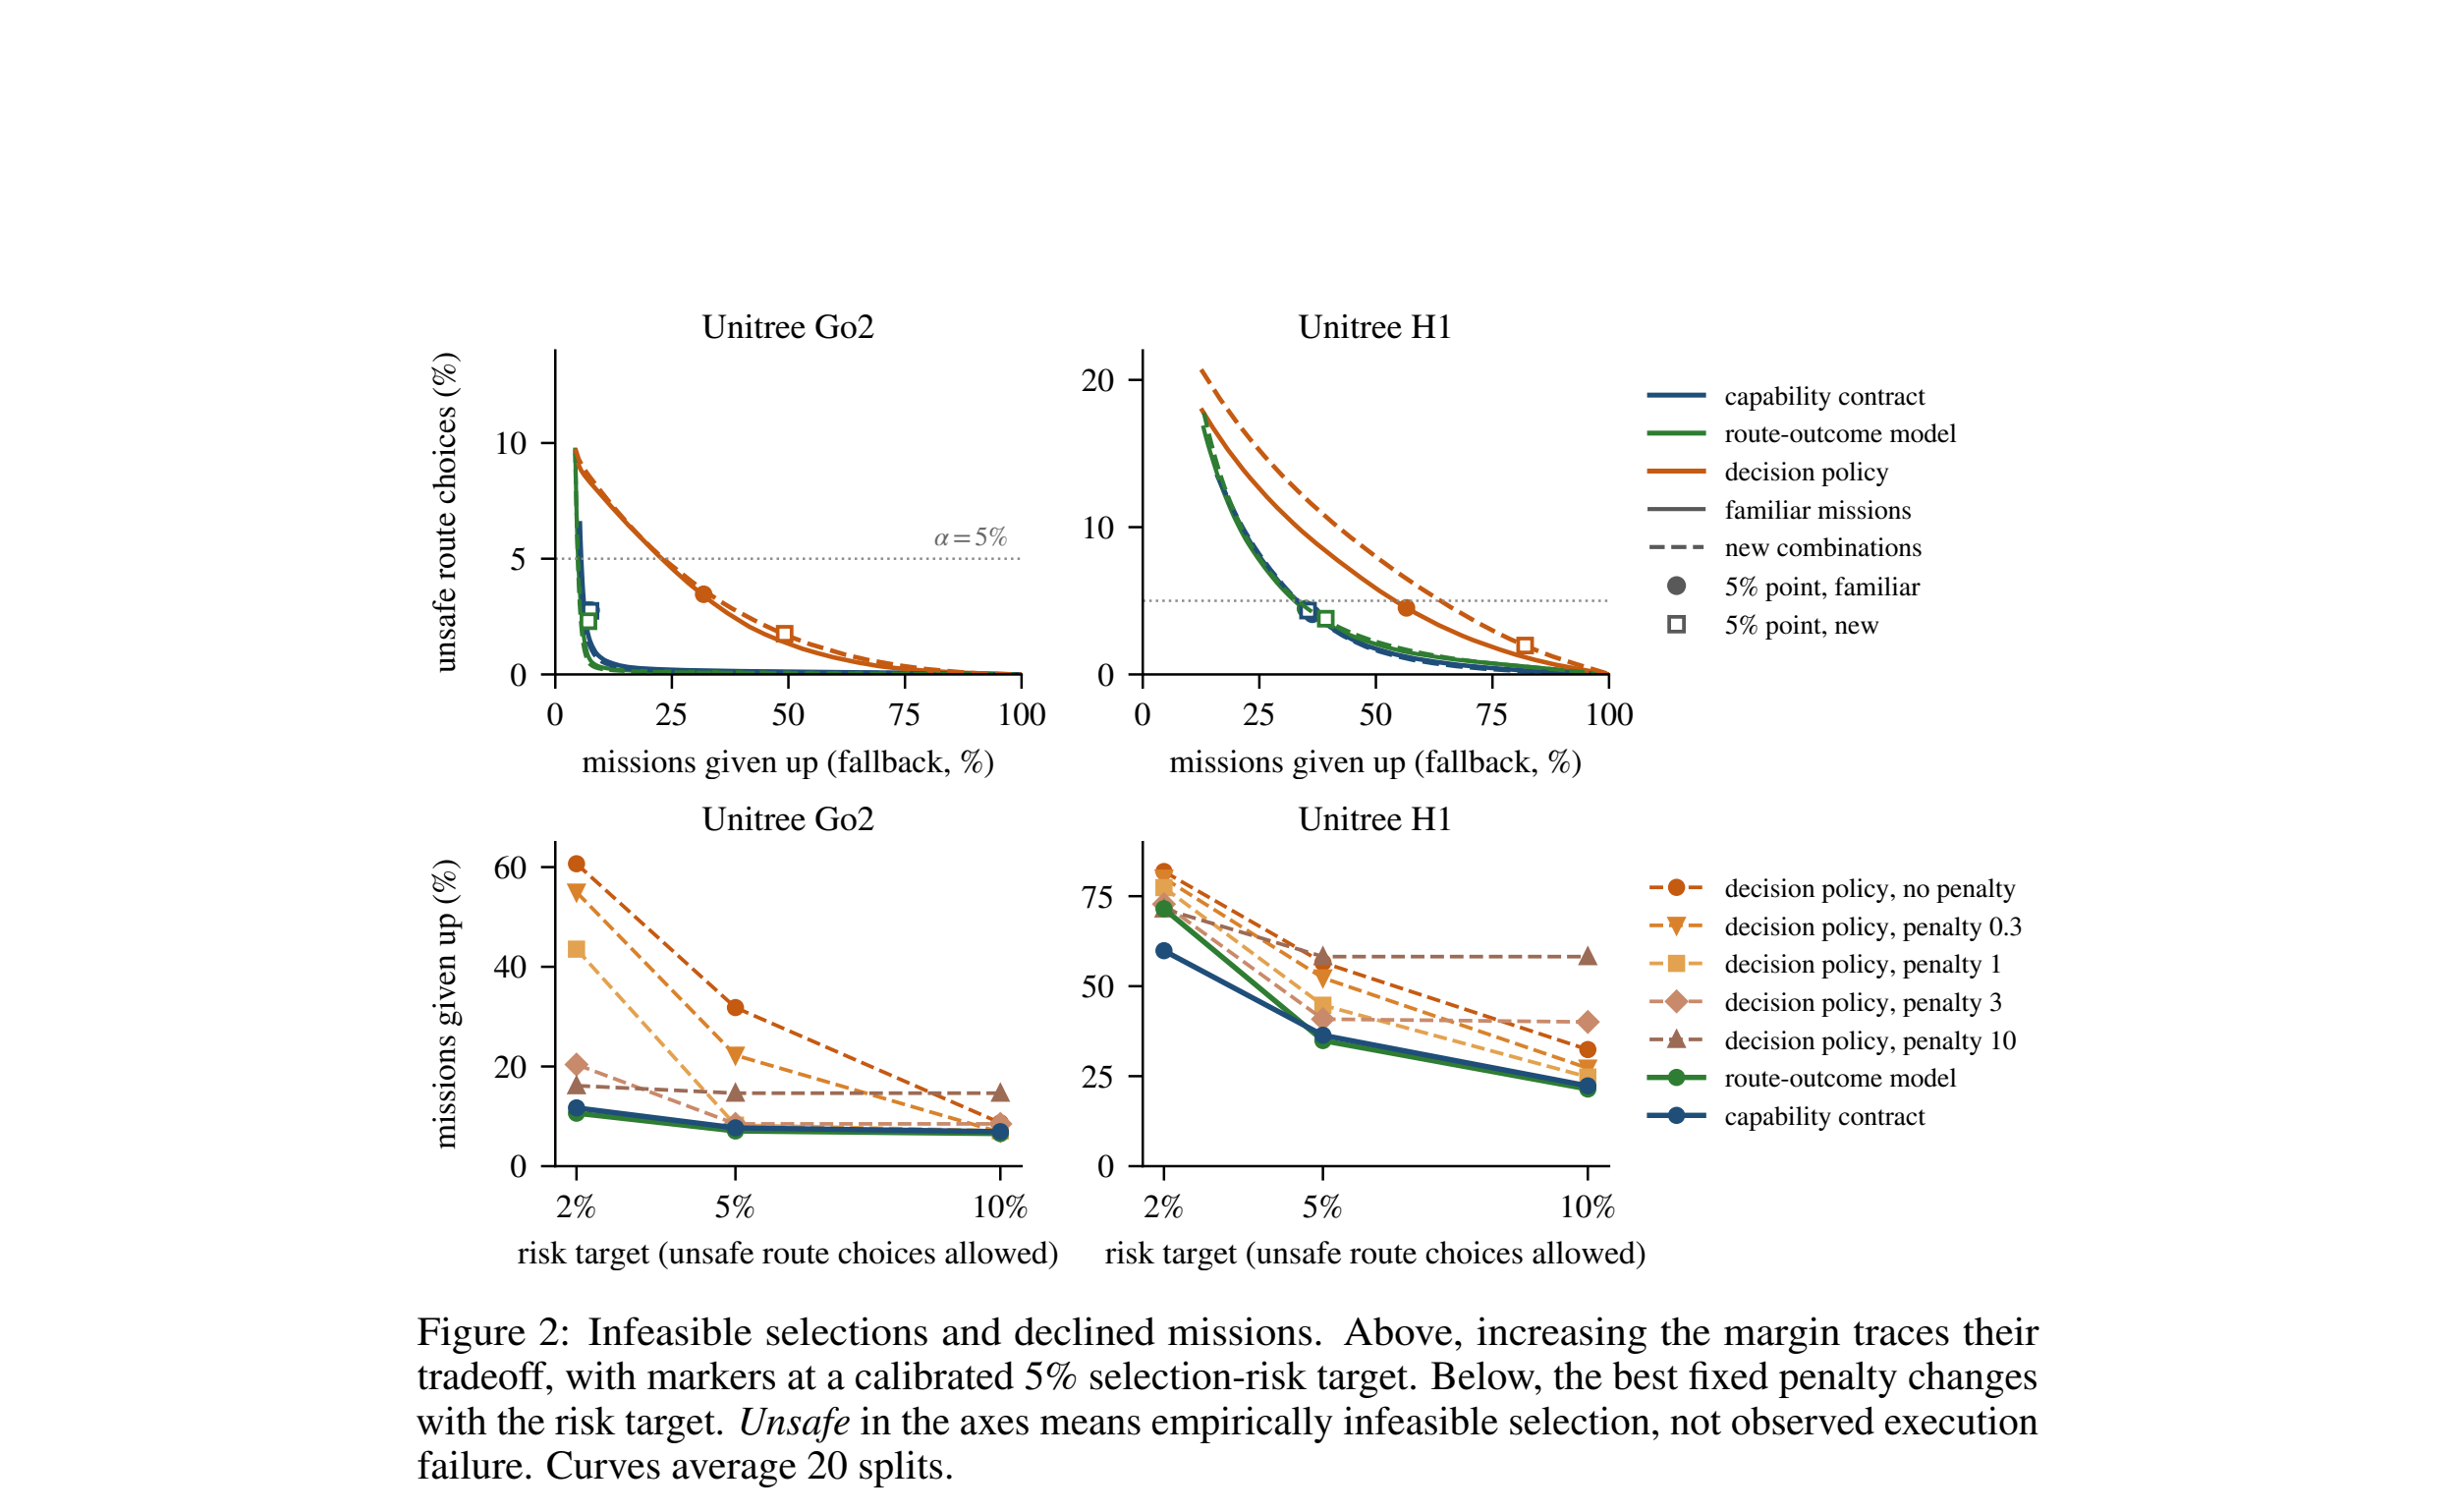 Unitree Go2
Unitree H1
unsafe route choices (%)
10
5
0
α = 5%
0 25 50 75 100
missions given up (fallback, %)
20
10
0
0 25 50 75 100
missions given up (fallback, %)
capability contract
route-outcome model
decision policy
familiar missions
new combinations
5% point, familiar
5% point, new
Unitree Go2
Unitree H1
missions given up (%)
60
40
20
0
2% 5% 10%
risk target (unsafe route choices allowed)
75
50
25
0
2% 5% 10%
risk target (unsafe route choices allowed)
decision policy, no penalty
decision policy, penalty 0.3
decision policy, penalty 1
decision policy, penalty 3
decision policy, penalty 10
route-outcome model
capability contract
Figure 2: Infeasible selections and declined missions. Above, increasing the margin traces their
tradeoff, with markers at a calibrated 5% selection-risk target. Below, the best fixed penalty changes
with the risk target. Unsafe in the axes means empirically infeasible selection, not observed execution
failure. Curves average 20 splits.